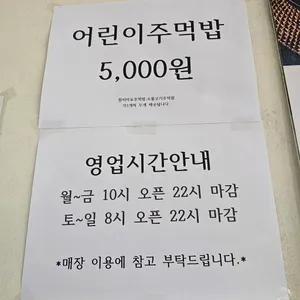 어린이주먹밥
5,000원
영업시간안내
월~금 10시 오픈 22시 마감
토~일 8시 오픈 22시 마감
*매장 이용에 참고 부탁드립니다.*